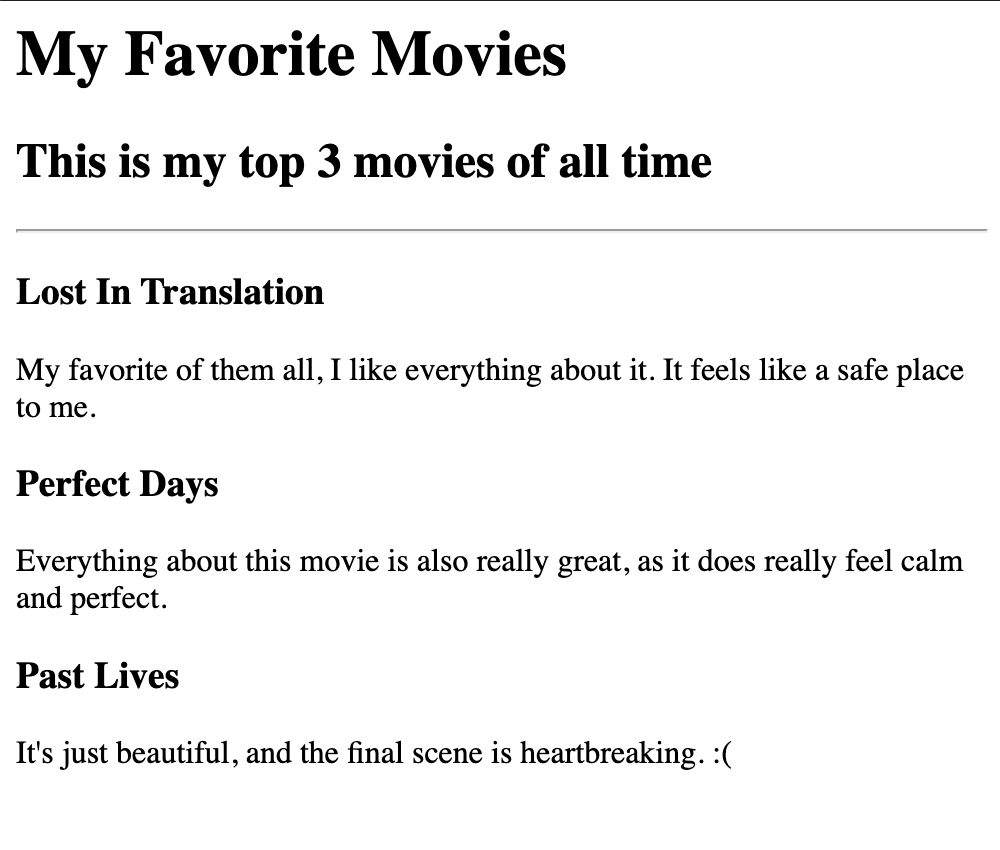 My Favorite Movies
This is my top 3 movies of all time
Lost In Translation
My favorite of them all, I like everything about it. It feels like a safe place
to me.
Perfect Days
Everything about this movie is also really great, as it does really feel calm
and perfect.
Past Lives
It's just beautiful, and the final scene is heartbreaking. :(